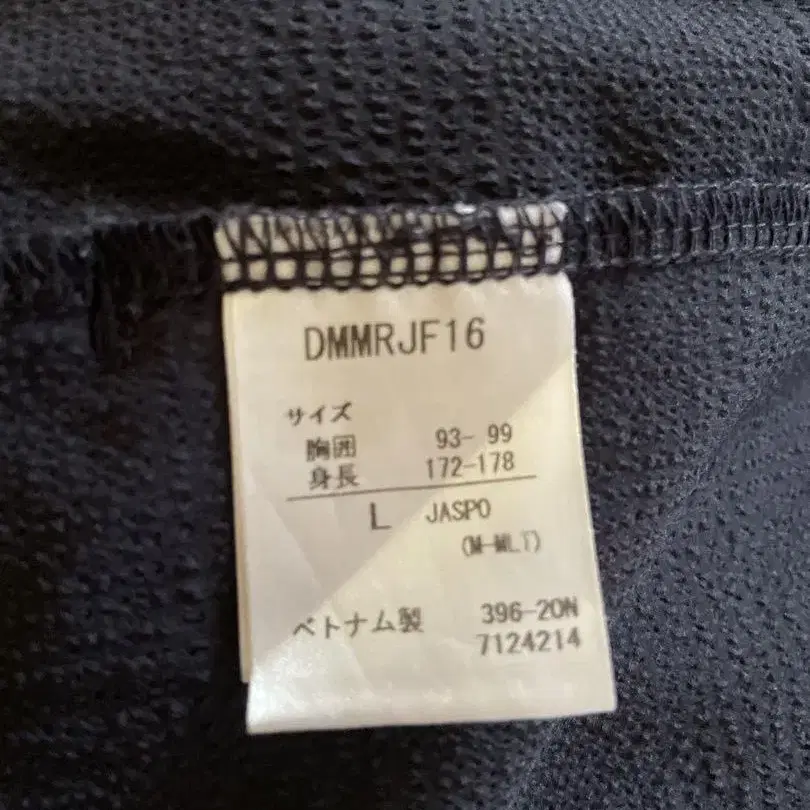 DMMRJF16
サイズ
胸囲 93- 99
身長 172-178
L JASPO
(M-MLT)
ベトナム製 396-20N
7124214